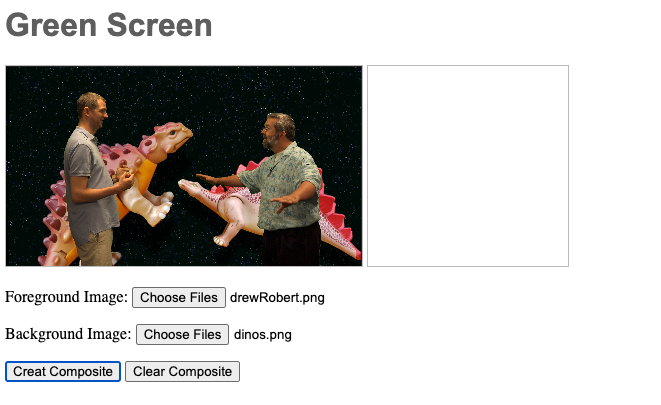 Green Screen
Foreground Image: Choose Files drewRobert.png
Background Image: Choose Files dinos.png
Creat Composite Clear Composite